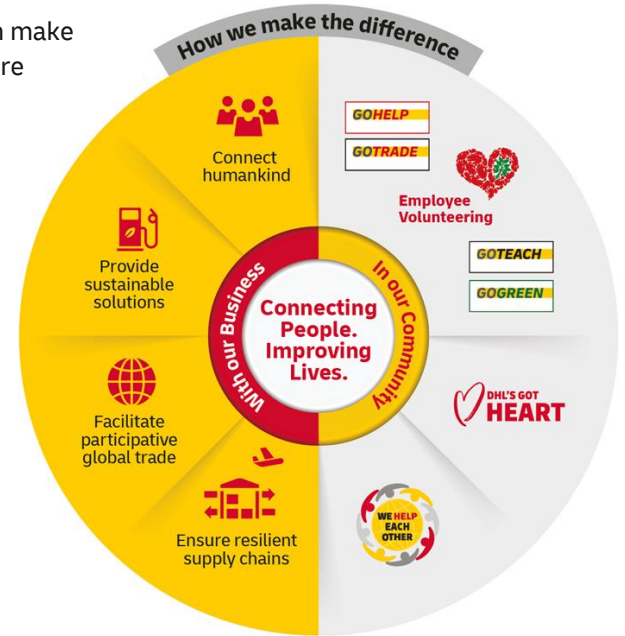 make
re
How we make the difference
Connect
humankind
Provide
sustainable
solutions
Facilitate
participative
global trade
Ensure resilient
supply chains
With our Business
Connecting
People.
Improving
Lives.
In our Community
GOHELP
GOTRADE
Employee
Volunteering
GOTEACH
GOGREEN
DHL'S GOT
HEART
WE HELP
EACH
OTHER